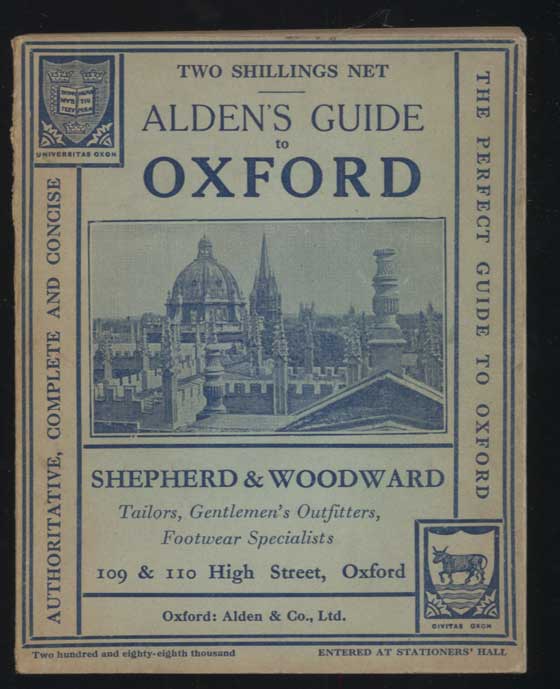 TWO SHILLINGS NET
ALDEN'S GUIDE
to
OXFORD
UNIVERSITAS OXON
AUTHORITATIVE, COMPLETE AND CONCISE
THE PERFECT GUIDE TO OXFORD
SHEPHERD & WOODWARD
Tailors, Gentlemen's Outfitters,
Footwear Specialists
109 & 110 High Street, Oxford
Oxford: Alden & Co., Ltd.
CIVITAS OXON
Two hundred and eighty-eighth thousand
ENTERED AT STATIONERS' HALL